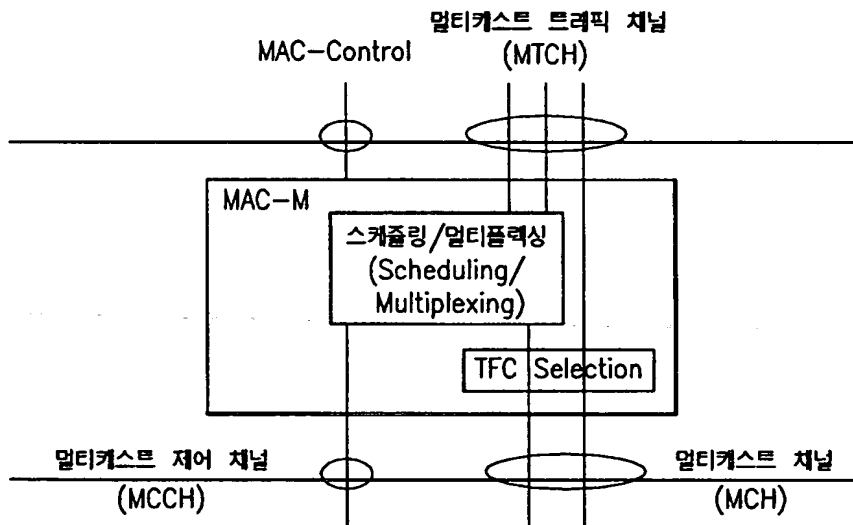 멀티캐스트 트래픽 채널
MAC-Control
(MTCH)
MAC-M
스케쥴링/멀티플렉싱
(Scheduling/
Multiplexing)
TFC Selection
멀티캐스트 제어 채널
(MCCH)
멀티캐스트 채널
(MCH)